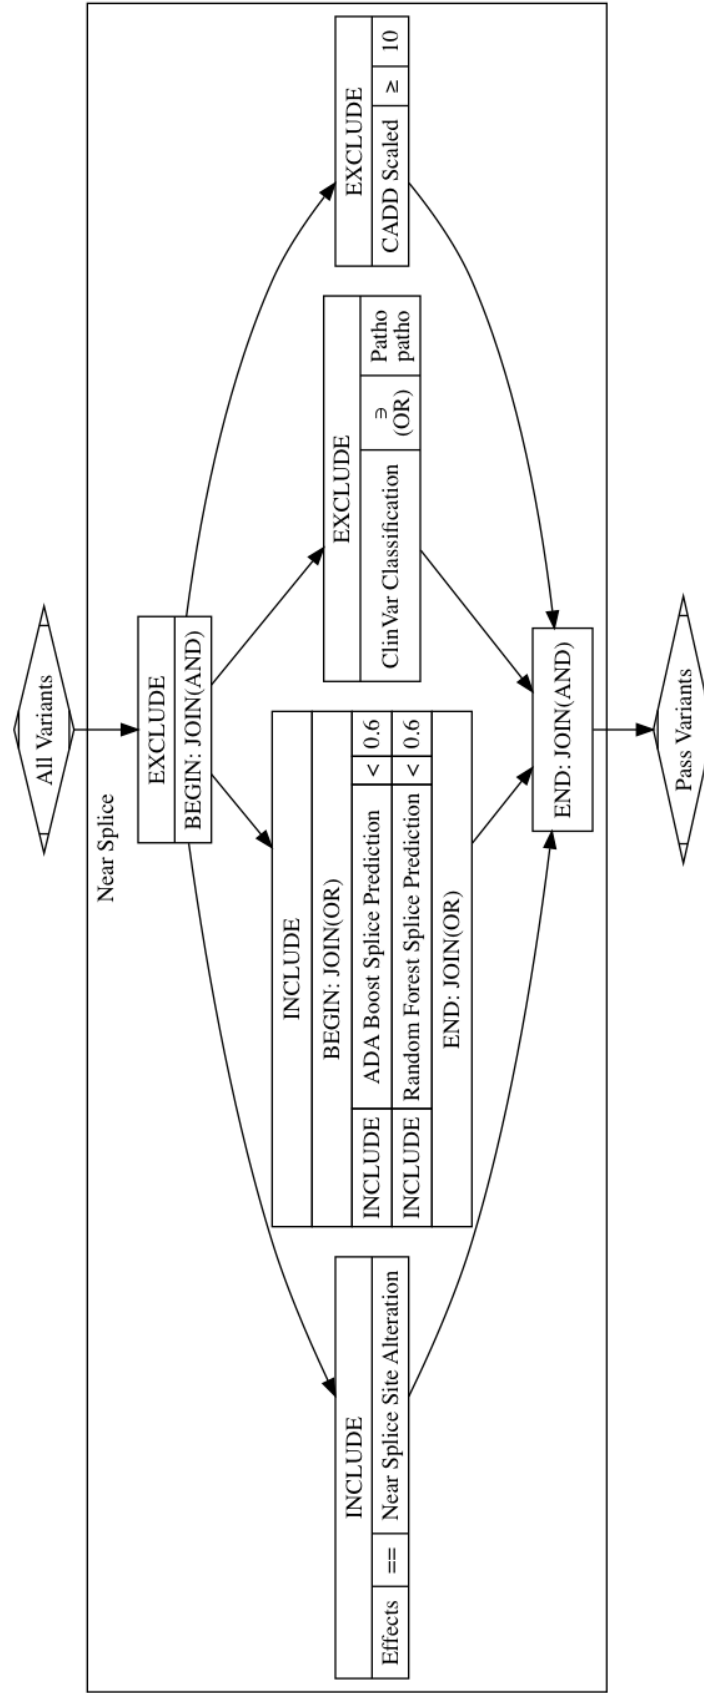 All Variants
Near Splice
EXCLUDE
BEGIN: JOIN(AND)
INCLUDE
Effects == Near Splice Site Alteration
INCLUDE
BEGIN: JOIN(OR)
INCLUDE ADA Boost Splice Prediction < 0.6
INCLUDE Random Forest Splice Prediction < 0.6
END: JOIN(OR)
EXCLUDE
ClinVar Classification ∋ (OR) Patho
patho
EXCLUDE
CADD Scaled ≥ 10
END: JOIN(AND)
Pass Variants